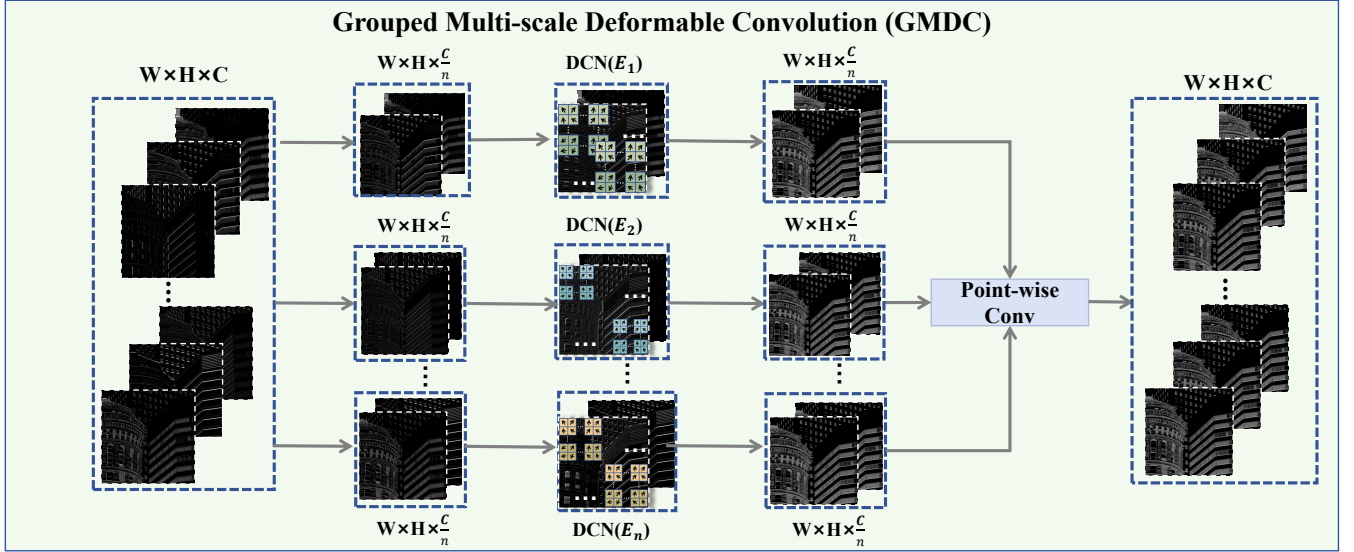 Grouped Multi-scale Deformable Convolution (GMDC)
W×H×C
W×H×C/n
DCN(E₁)
W×H×C/n
W×H×C
W×H×C/n
DCN(E₂)
W×H×C/n
Point-wise
Conv
W×H×C/n
DCN(Eₙ)
W×H×C/n